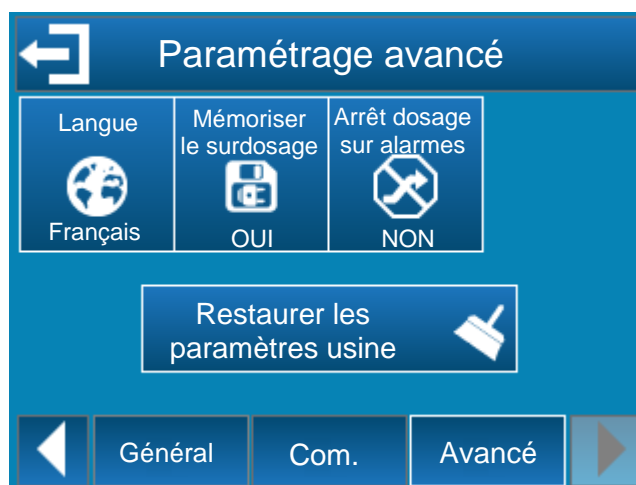 Paramétrage avancé
Langue
Français
Mémoriser
le surdosage
OUI
Arrêt dosage
sur alarmes
NON
Restaurer les
paramètres usine
Général
Com.
Avancé